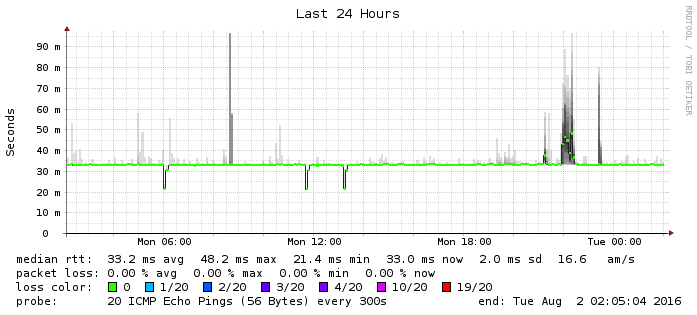 Last 24 Hours
RRDTOOL / TOBI OETIKER
Seconds
90 m
80 m
70 m
60 m
50 m
40 m
30 m
20 m
10 m
0
Mon 06:00 Mon 12:00 Mon 18:00 Tue 00:00
median rtt: 33.2 ms avg 48.2 ms max 21.4 ms min 33.0 ms now 2.0 ms sd 16.6 am/s
packet loss: 0.00 % avg 0.00 % max 0.00 % min 0.00 % now
loss color: 0 1/20 2/20 3/20 4/20 10/20 19/20
probe: 20 ICMP Echo Pings (56 Bytes) every 300s end: Tue Aug 2 02:05:04 2016